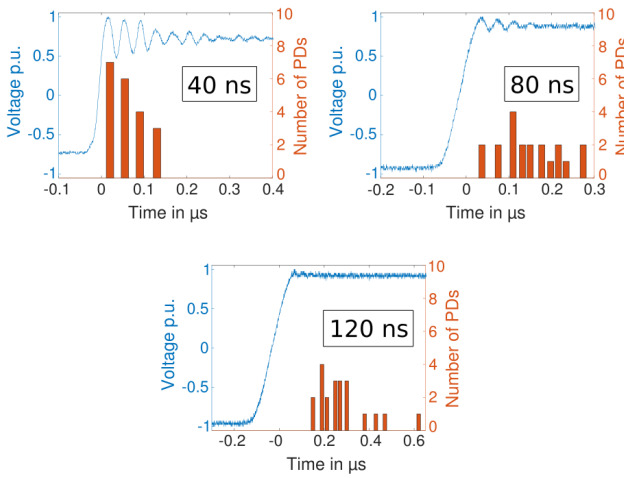 1
0.5
0
-0.5
-1
Voltage p.u.
40 ns
10
8
6
4
2
0
Number of PDs
-0.1 0 0.1 0.2 0.3 0.4
Time in µs
1
0.5
0
-0.5
-1
Voltage p.u.
80 ns
10
8
6
4
2
0
Number of PDs
-0.2 -0.1 0 0.1 0.2 0.3
Time in µs
1
0.5
0
-0.5
-1
Voltage p.u.
120 ns
10
8
6
4
2
0
Number of PDs
-0.2 -0 0.2 0.4 0.6
Time in µs